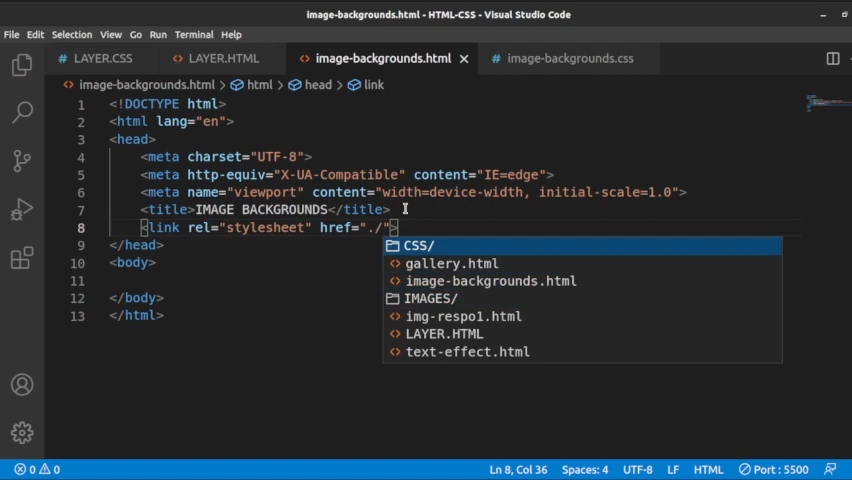 image-backgrounds.html - HTML-CSS - Visual Studio Code
File Edit Selection View Go Run Terminal Help
# LAYER.CSS <> LAYER.HTML <> image-backgrounds.html # image-backgrounds.css
<> image-backgrounds.html > html > head > link
1 <!DOCTYPE html>
2 <html lang="en">
3 <head>
4 <meta charset="UTF-8">
5 <meta http-equiv="X-UA-Compatible" content="IE=edge">
6 <meta name="viewport" content="width=device-width, initial-scale=1.0">
7 <title>IMAGE BACKGROUNDS</title>
8 <link rel="stylesheet" href="./">
9 </head>
CSS/
10 <body>
gallery.html
11
image-backgrounds.html
12 </body>
IMAGES/
13 </html>
img-respo1.html
LAYER.HTML
text-effect.html
0 0 Ln 8, Col 36 Spaces: 4 UTF-8 LF HTML Port : 5500